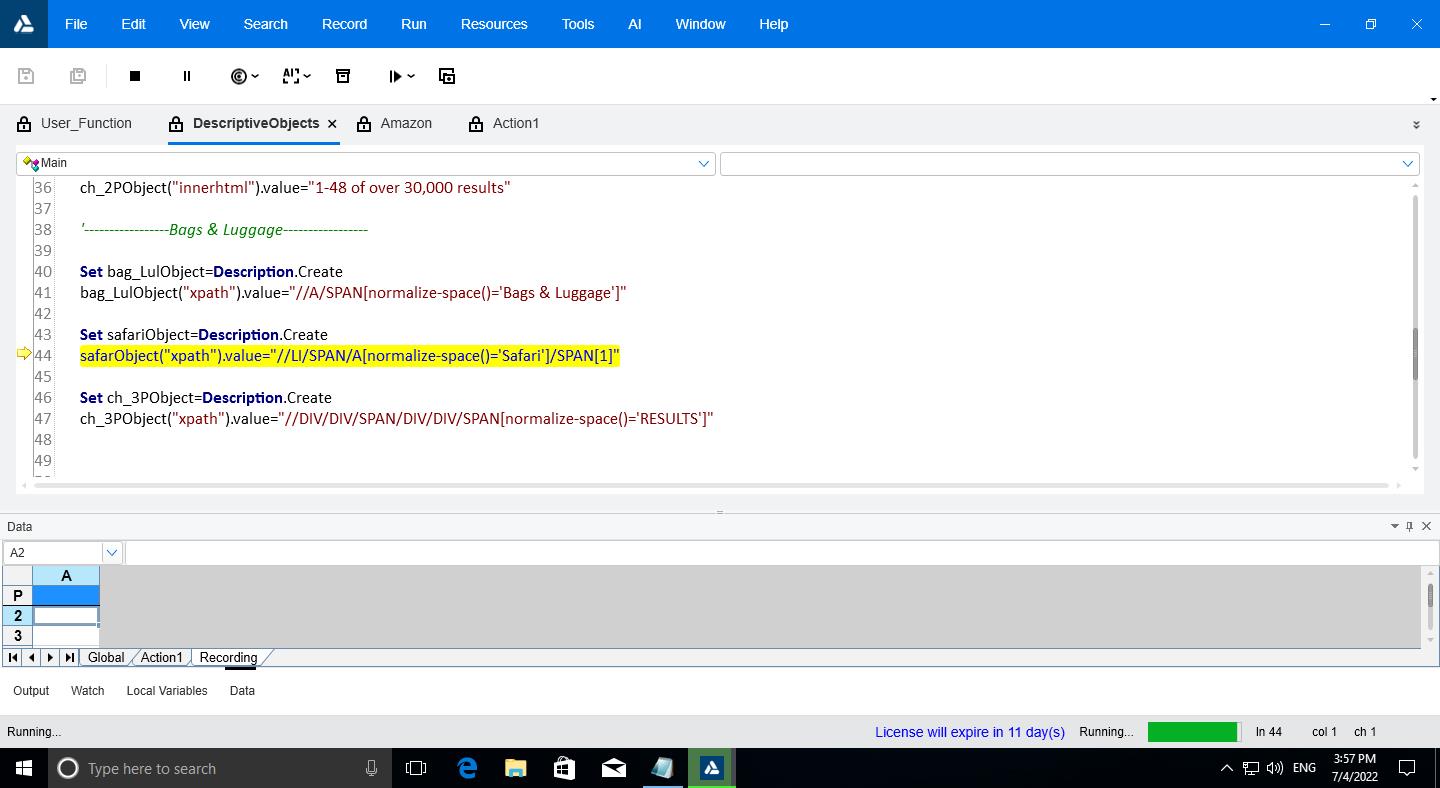 File Edit View Search Record Run Resources Tools AI Window Help
User_Function DescriptiveObjects Amazon Action1
Main
36 ch_2PObject("innerhtml").value="1-48 of over 30,000 results"
37
38 '-----------------Bags & Luggage-----------------
39
40 Set bag_LulObject=Description.Create
41 bag_LulObject("xpath").value="//A/SPAN[normalize-space()='Bags & Luggage']"
42
43 Set safariObject=Description.Create
44 safarObject("xpath").value="//LI/SPAN/A[normalize-space()='Safari']/SPAN[1]"
45
46 Set ch_3PObject=Description.Create
47 ch_3PObject("xpath").value="//DIV/DIV/SPAN/DIV/DIV/SPAN[normalize-space()='RESULTS']"
48
49
Data
A2
A
P
2
3
Global Action1 Recording
Output Watch Local Variables Data
Running... License will expire in 11 day(s) Running... ln 44 col 1 ch 1
Type here to search ENG 3:57 PM
7/4/2022